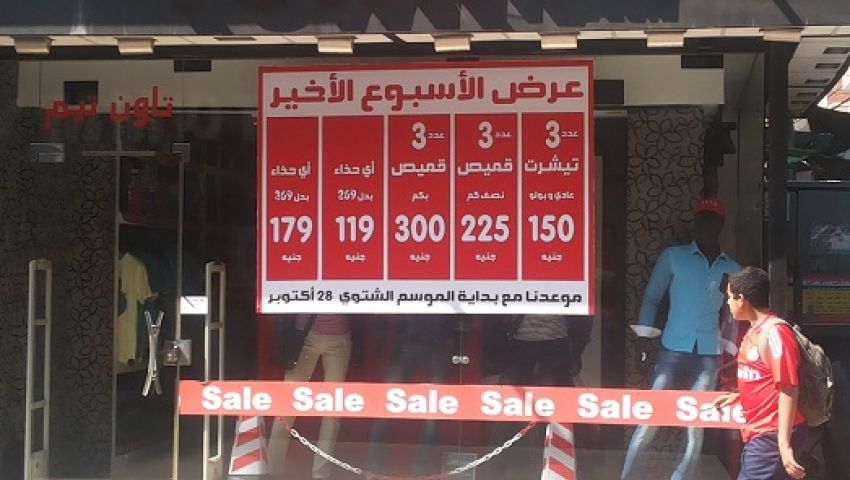 تاون تيم
عرض الأسبوع الأخير
عدد
3
تيشرت
عادي و بولو
150
جنيه
عدد
3
قميص
نصف كم
225
جنيه
عدد
3
قميص
بكم
300
جنيه
أي حذاء
بدل 269
119
جنيه
أي حذاء
بدل 369
179
جنيه
موعدنا مع بداية الموسم الشتوي 28 أكتوبر
Sale Sale Sale Sale Sale Sale